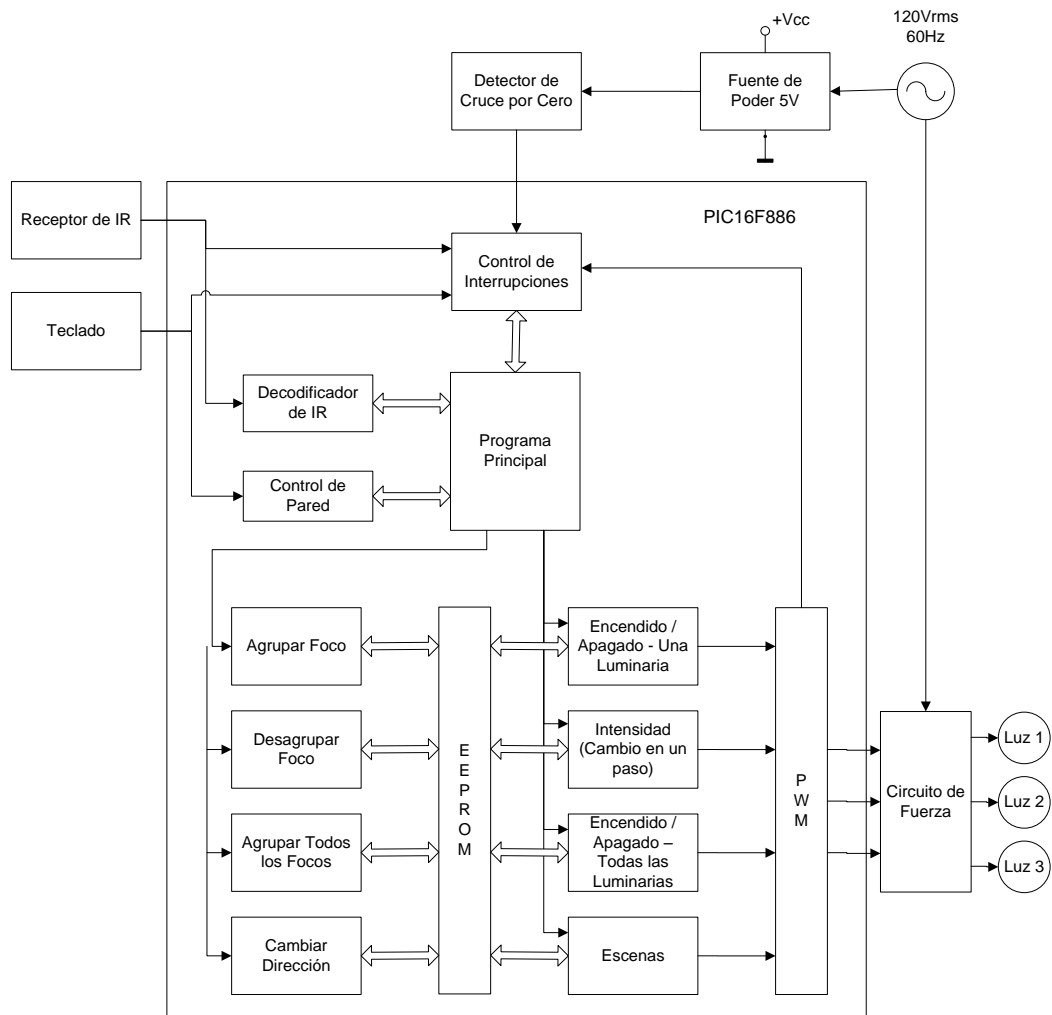 +Vcc
120Vrms
60Hz
Detector de
Cruce por Cero
Fuente de
Poder 5V
Receptor de IR
PIC16F886
Control de
Interrupciones
Teclado
Decodificador
de IR
Programa
Principal
Control de
Pared
Agrupar Foco
Encendido /
Apagado - Una
Luminaria
Desagrupar
Foco
EEPROM
Intensidad
(Cambio en un
paso)
PWM
Circuito de
Fuerza
Luz 1
Luz 2
Luz 3
Agrupar Todos
los Focos
Encendido /
Apagado –
Todas las
Luminarias
Cambiar
Dirección
Escenas